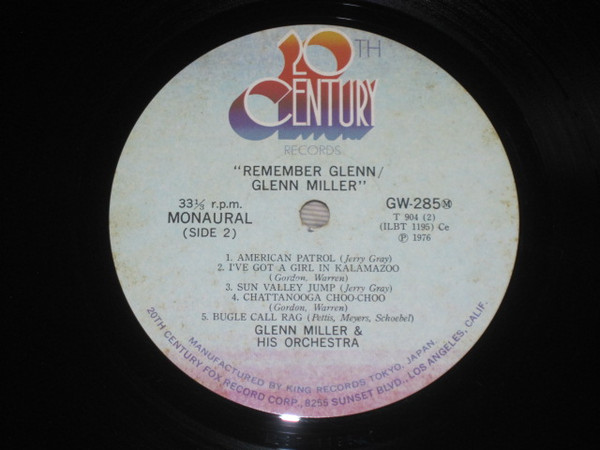 20TH
CENTURY
RECORDS
"REMEMBER GLENN/
GLENN MILLER"
33⅓ r.p.m.
MONAURAL
(SIDE 2)
GW-285Ⓜ
T 904 (2)
(ILBT 1195) Ce
Ⓟ 1976
1. AMERICAN PATROL (Jerry Gray)
2. I'VE GOT A GIRL IN KALAMAZOO
(Gordon, Warren)
3. SUN VALLEY JUMP (Jerry Gray)
4. CHATTANOOGA CHOO-CHOO
(Gordon, Warren)
5. BUGLE CALL RAG (Pettis, Meyers, Schoebel)
GLENN MILLER &
HIS ORCHESTRA
MANUFACTURED BY KING RECORDS TOKYO, JAPAN.
20TH CENTURY FOX RECORD CORP., 8255 SUNSET BLVD., LOS ANGELES, CALIF.